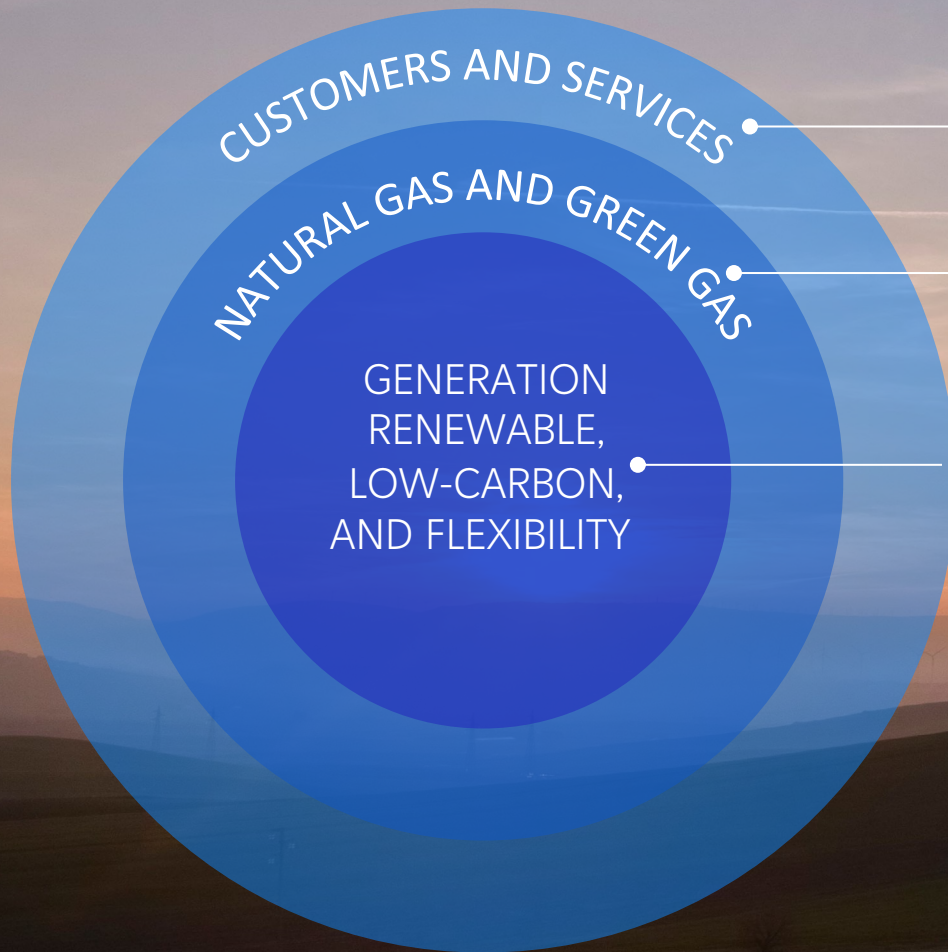 CUSTOMERS AND SERVICES
NATURAL GAS AND GREEN GAS
GENERATION
RENEWABLE,
LOW-CARBON,
AND FLEXIBILITY